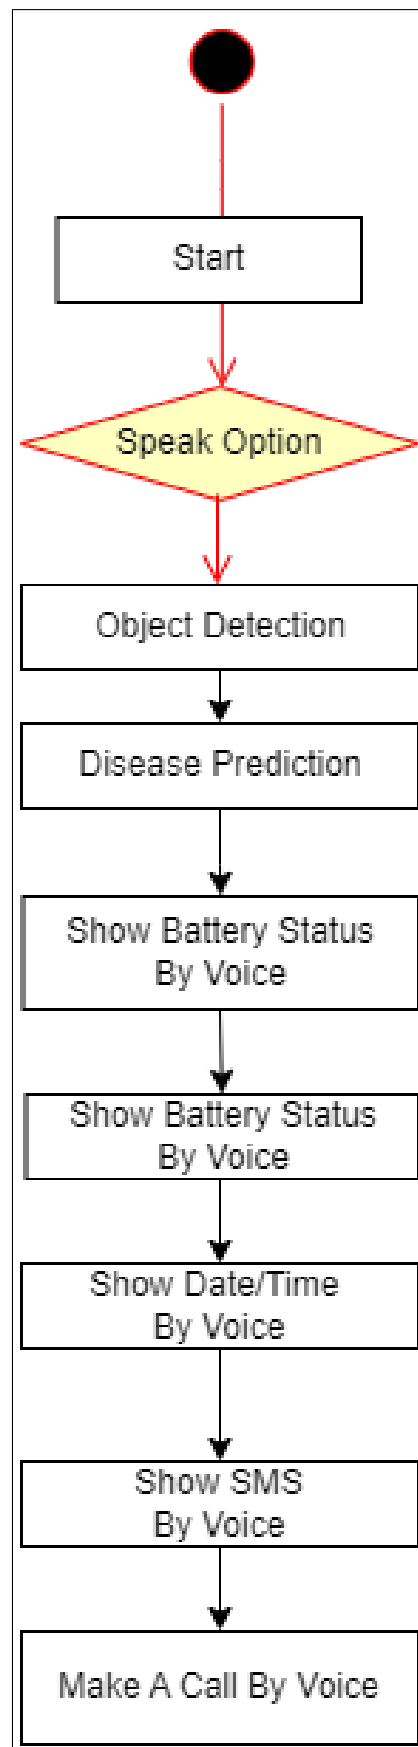 Start
Speak Option
Object Detection
Disease Prediction
Show Battery Status
By Voice
Show Battery Status
By Voice
Show Date/Time
By Voice
Show SMS
By Voice
Make A Call By Voice